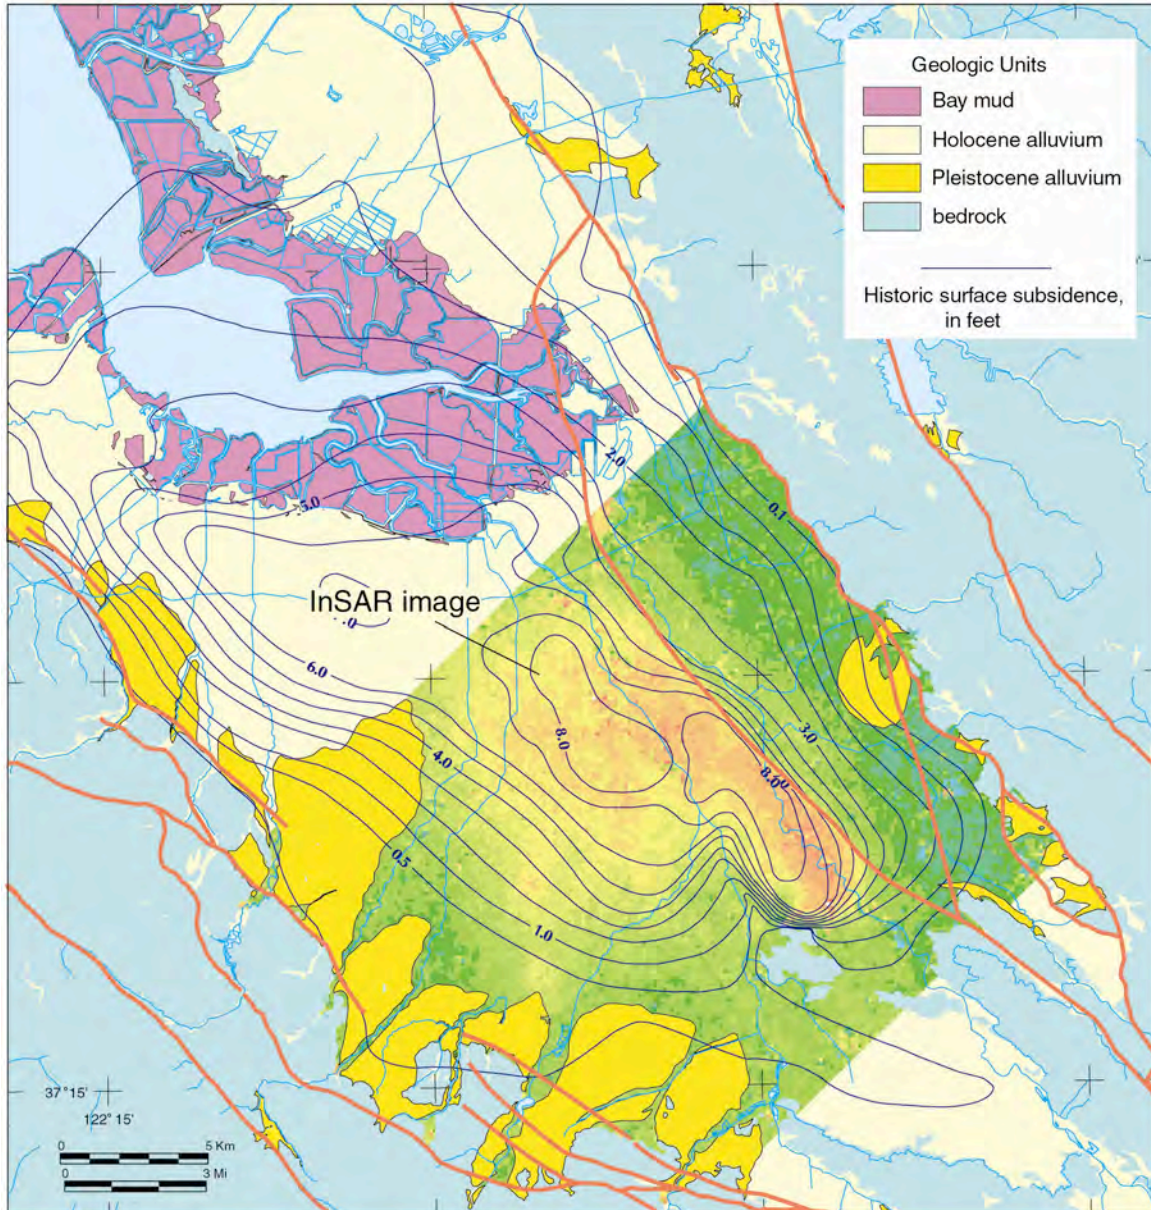 Geologic Units
Bay mud
Holocene alluvium
Pleistocene alluvium
bedrock
Historic surface subsidence,
in feet
2.0
0.1
5.0
InSAR image
6.0
3.0
8.0
8.0
4.0
0.5
1.0
37°15'
122°15'
0 5 Km
0 3 Mi